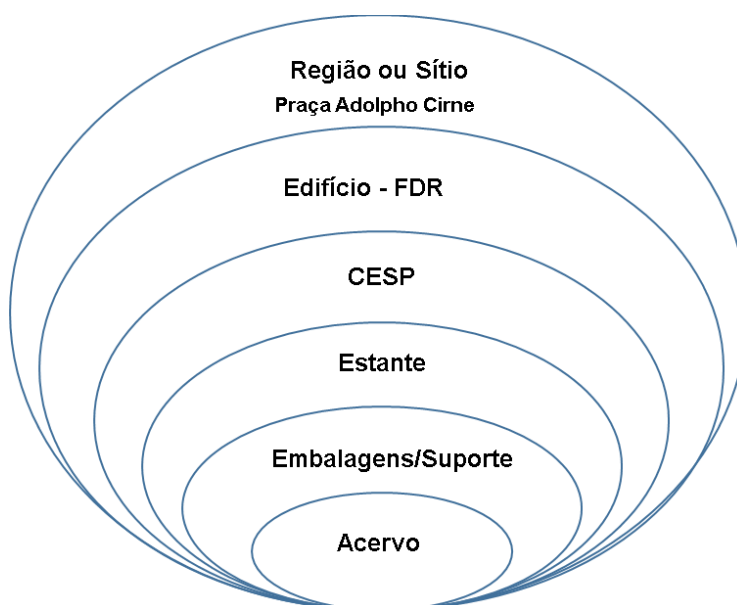 Região ou Sítio
Praça Adolpho Cirne
Edifício - FDR
CESP
Estante
Embalagens/Suporte
Acervo